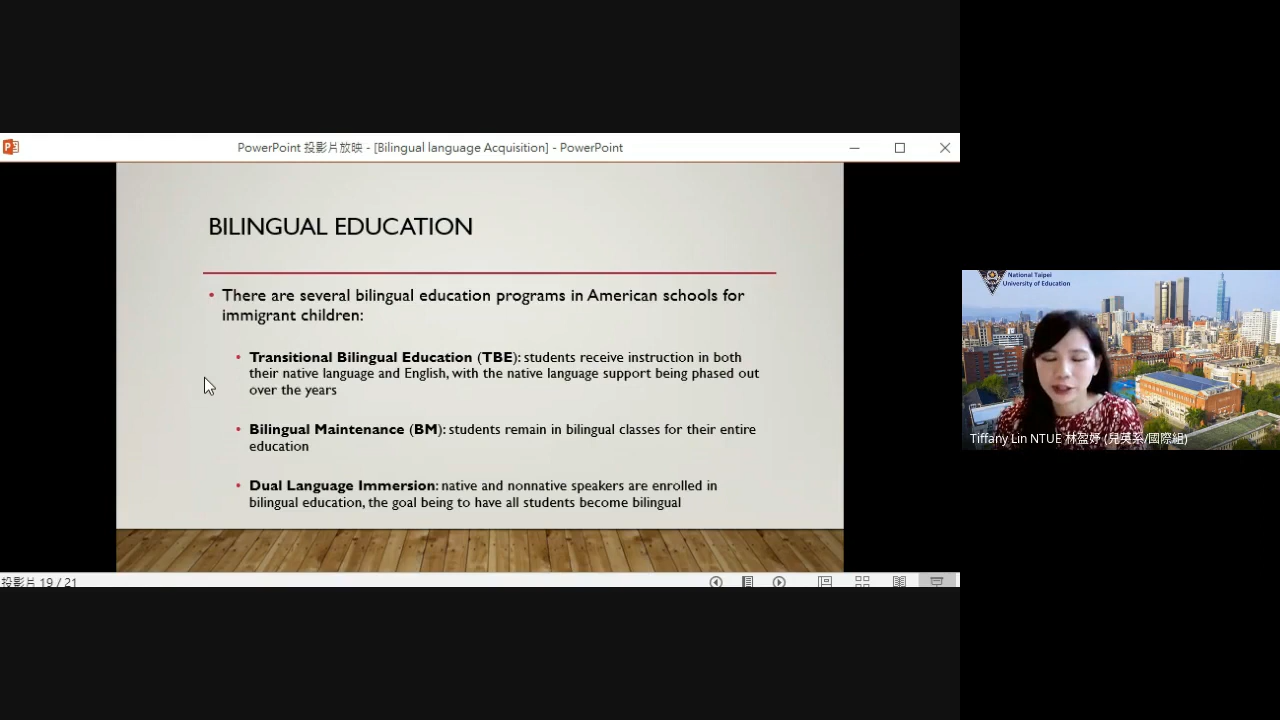 PowerPoint 投影片放映 - [Bilingual language Acquisition] - PowerPoint
BILINGUAL EDUCATION
• There are several bilingual education programs in American schools for
immigrant children:
• Transitional Bilingual Education (TBE): students receive instruction in both
their native language and English, with the native language support being phased out
over the years
• Bilingual Maintenance (BM): students remain in bilingual classes for their entire
education
• Dual Language Immersion: native and nonnative speakers are enrolled in
bilingual education, the goal being to have all students become bilingual
投影片 19 / 21
National Taipei
University of Education
Tiffany Lin NTUE 林盈妤 (兒英系/國際組)